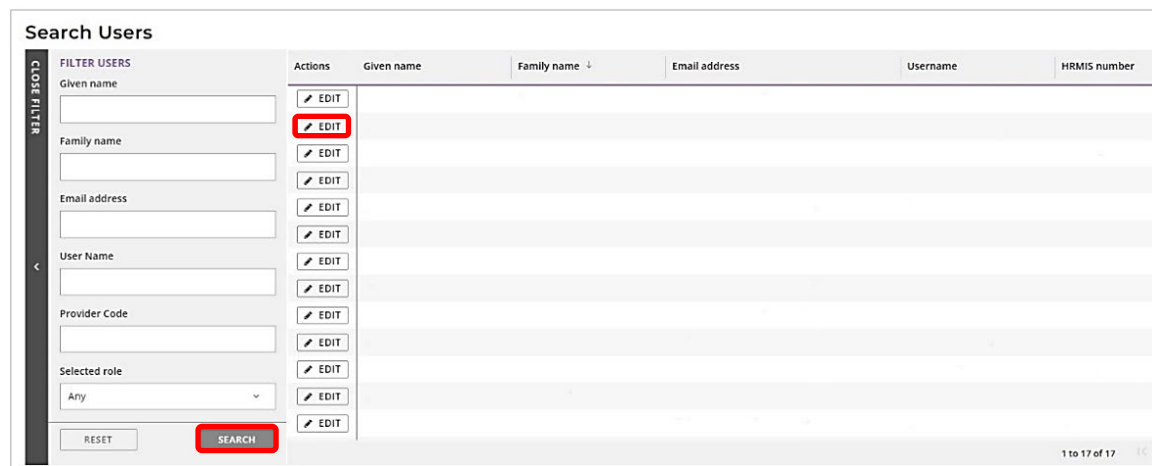 Search Users
CLOSE FILTER
FILTER USERS
Given name
Family name
Email address
User Name
Provider Code
Selected role
Any
RESET
SEARCH
Actions Given name Family name Email address Username HRMIS number
EDIT
EDIT
EDIT
EDIT
EDIT
EDIT
EDIT
EDIT
EDIT
EDIT
EDIT
EDIT
EDIT
1 to 17 of 17